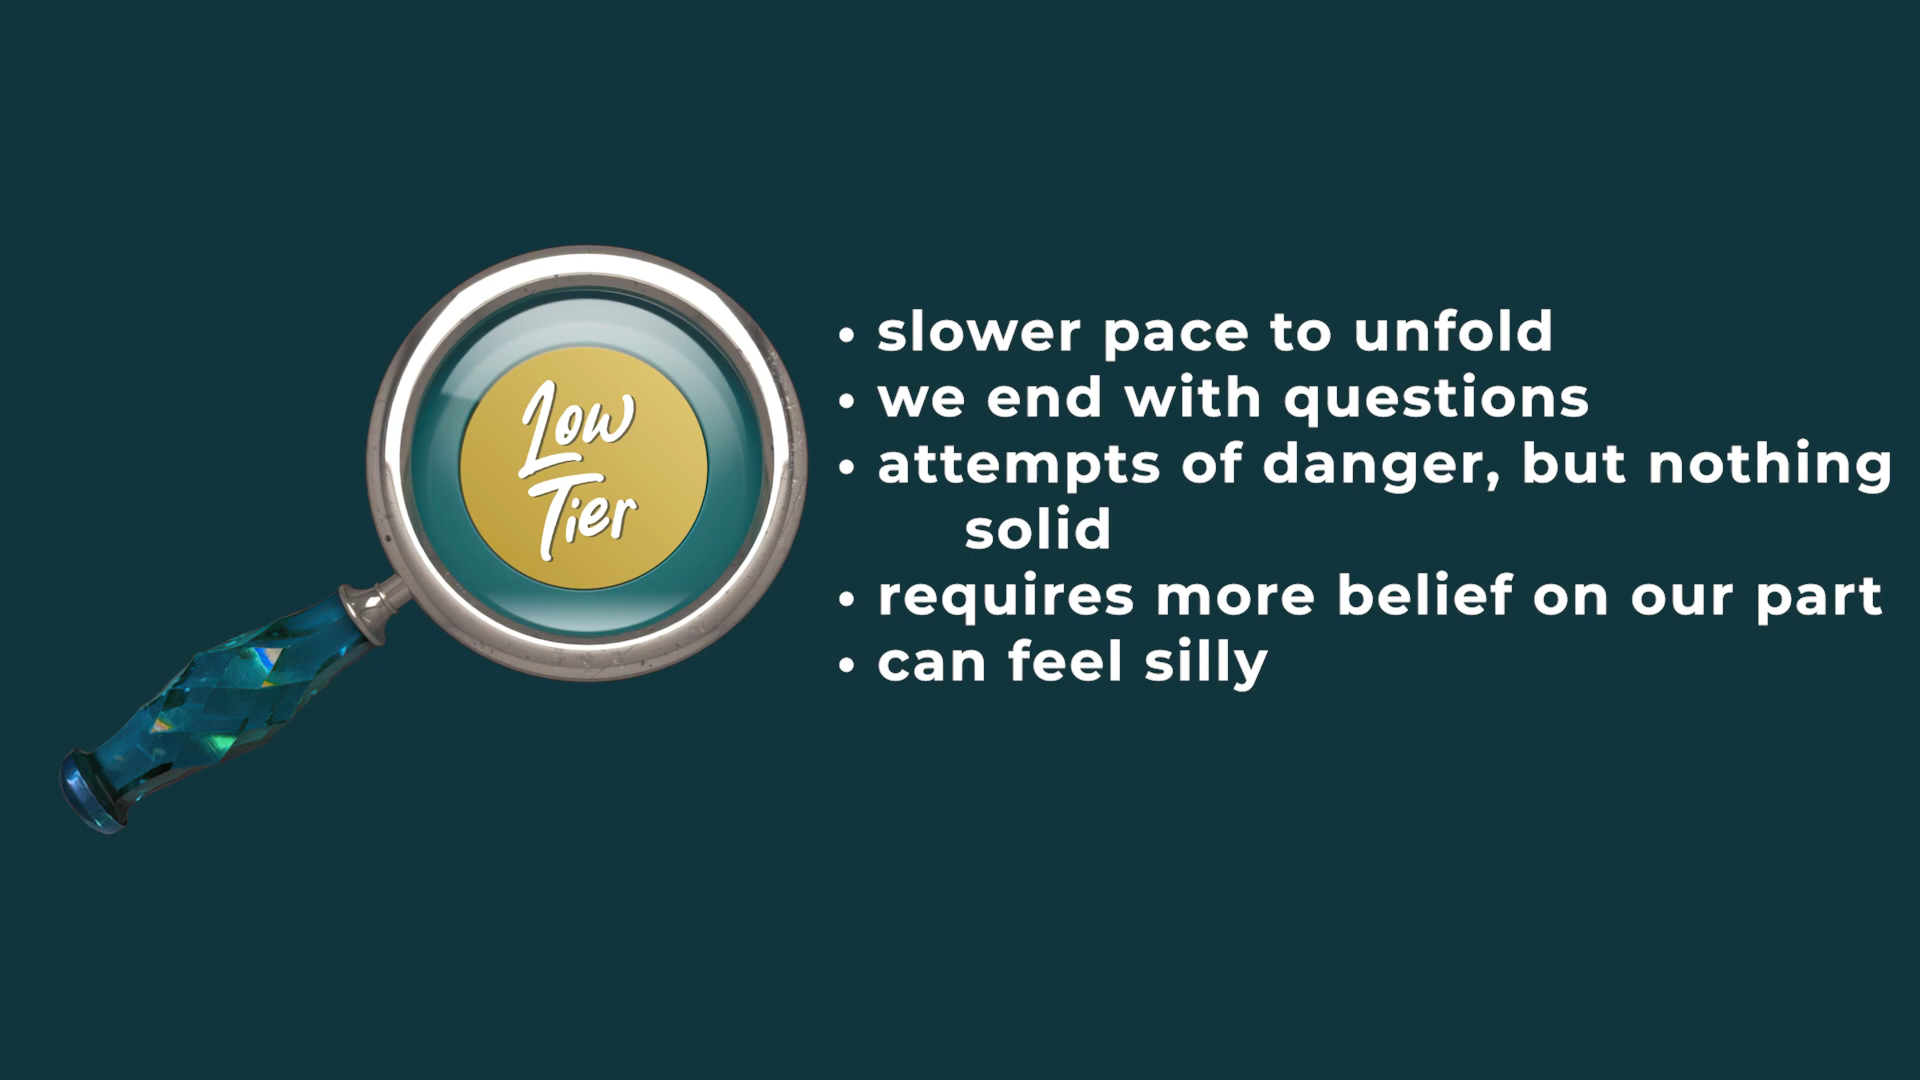 Low
Tier
• slower pace to unfold
• we end with questions
• attempts of danger, but nothing
solid
• requires more belief on our part
• can feel silly